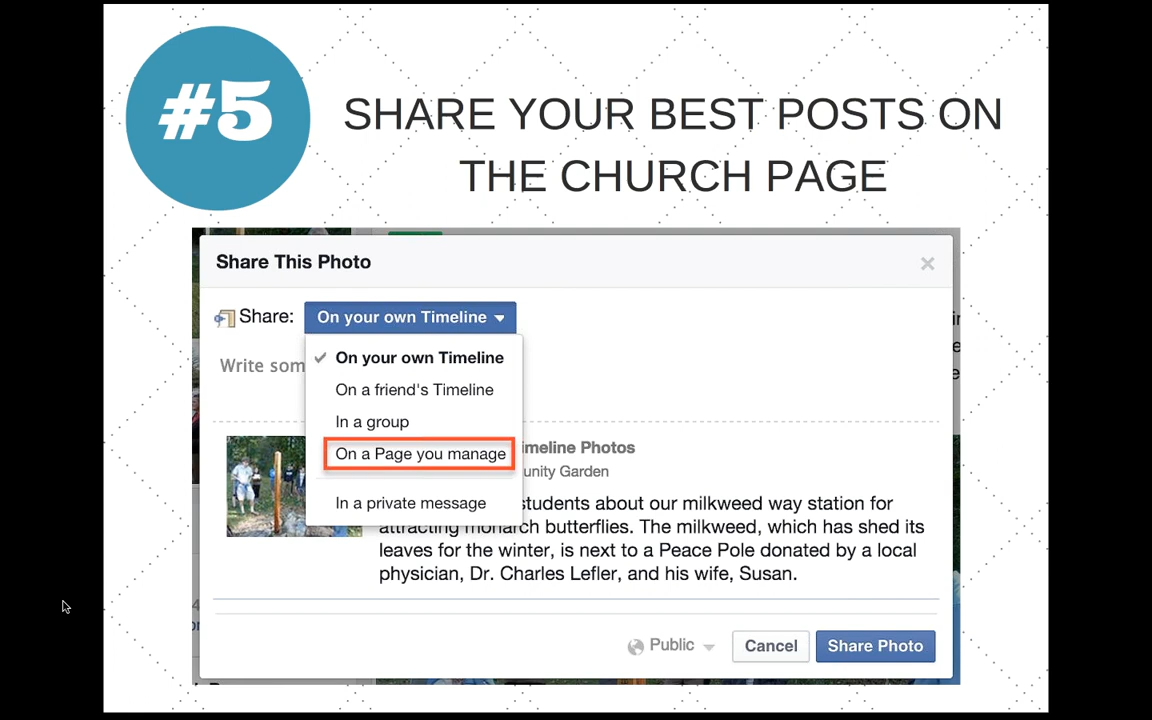 #5
SHARE YOUR BEST POSTS ON
THE CHURCH PAGE
Share This Photo
Share: On your own Timeline
Write som
On your own Timeline
On a friend's Timeline
In a group
On a Page you manage
In a private message
imeline Photos
unity Garden
students about our milkweed way station for
attracting monarch butterflies. The milkweed, which has shed its
leaves for the winter, is next to a Peace Pole donated by a local
physician, Dr. Charles Lefler, and his wife, Susan.
Public Cancel Share Photo